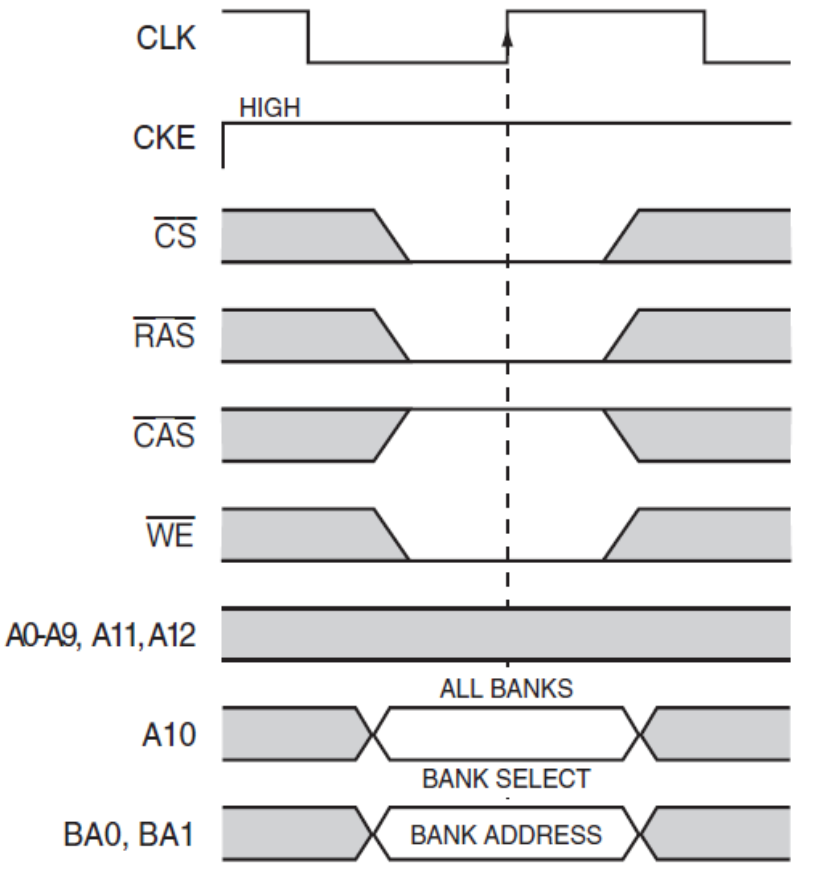 CLK
HIGH
CKE
CS
RAS
CAS
WE
A0-A9, A11, A12
ALL BANKS
A10
BANK SELECT
BA0, BA1 BANK ADDRESS